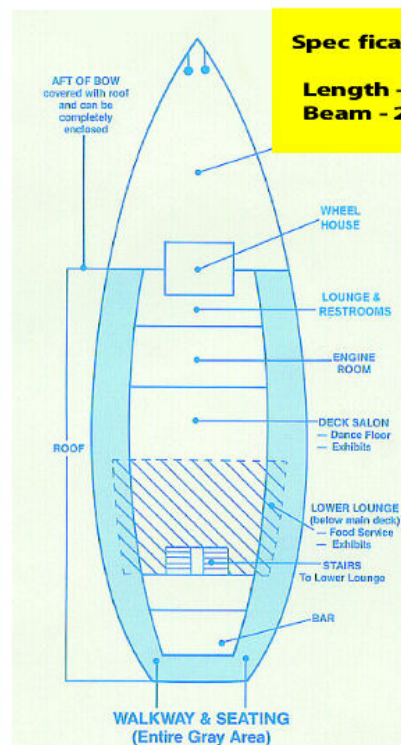 Spec fica
Length -
Beam - 2
AFT OF BOW
covered with roof
and can be
completely
enclosed
WHEEL
HOUSE
LOUNGE &
RESTROOMS
ENGINE
ROOM
DECK SALON
— Dance Floor
— Exhibits
ROOF
LOWER LOUNGE
(below main deck)
— Food Service
— Exhibits
STAIRS
To Lower Lounge
BAR
WALKWAY & SEATING
(Entire Gray Area)